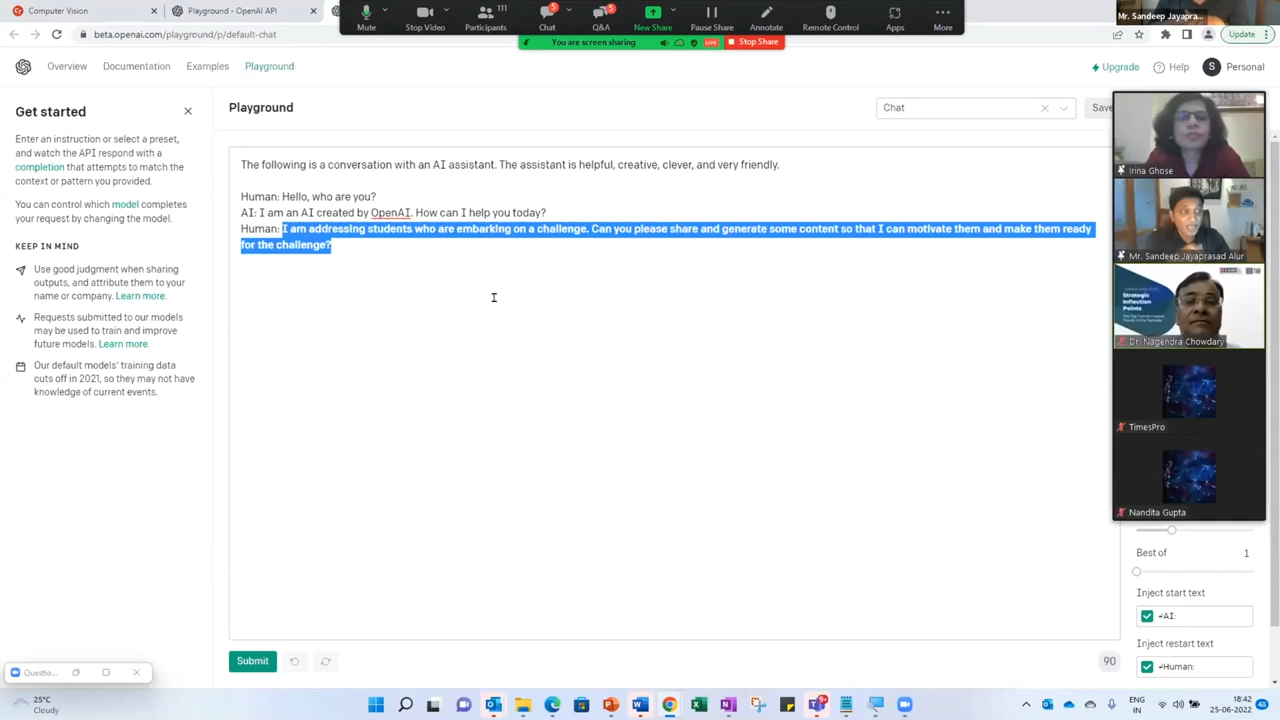 Computer Vision
Playground - OpenAI API
Mute
Stop Video
Participants
111
Chat
5
Q&A
5
New Share
Pause Share
Annotate
Remote Control
Apps
More
Mr. Sandeep Jayapra...
You are screen sharing
LIVE
Stop Share
beta.openai.com/playground/p/default-chat
Update
Overview
Documentation
Examples
Playground
Upgrade
Help
S
Personal
Get started
Enter an instruction or select a preset,
and watch the API respond with a
completion that attempts to match the
context or pattern you provided.
You can control which model completes
your request by changing the model.
KEEP IN MIND
Use good judgment when sharing
outputs, and attribute them to your
name or company. Learn more.
Requests submitted to our models
may be used to train and improve
future models. Learn more.
Our default models' training data
cuts off in 2021, so they may not have
knowledge of current events.
Playground
Chat
Save
The following is a conversation with an AI assistant. The assistant is helpful, creative, clever, and very friendly.
Human: Hello, who are you?
AI: I am an AI created by OpenAI. How can I help you today?
Human: I am addressing students who are embarking on a challenge. Can you please share and generate some content so that I can motivate them and make them ready
for the challenge?
Irina Ghose
Mr. Sandeep Jayaprasad Alur
Strategic
Inflection
Points
Dr. Nagendra Chowdary
TimesPro
Nandita Gupta
Best of
1
Inject start text
↵AI:
Inject restart text
↵Human:
Submit
90
Questio...
25°C
Cloudy
9+
ENG
IN
18:42
25-06-2022
48